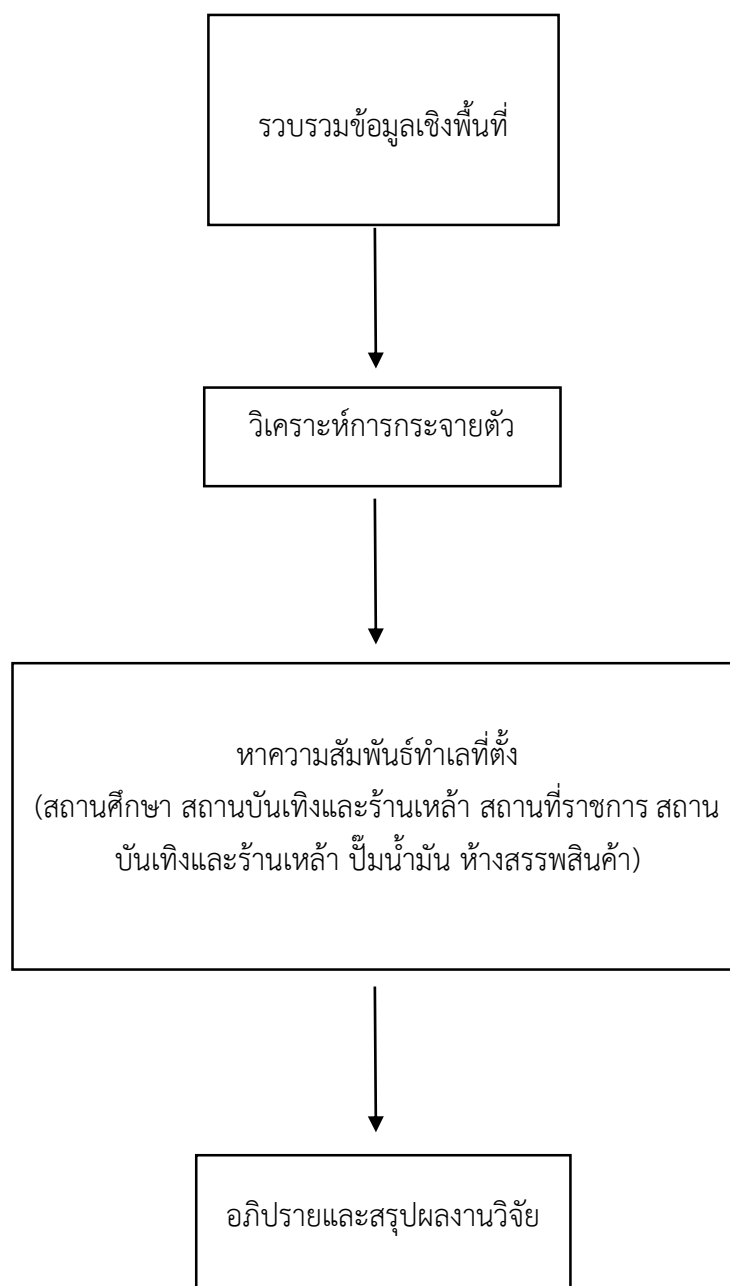 รวบรวมข้อมูลเชิงพื้นที่
วิเคราะห์การกระจายตัว
หาความสัมพันธ์ทำเลที่ตั้ง
(สถานศึกษา สถานบันเทิงและร้านเหล้า สถานที่ราชการ สถาน
บันเทิงและร้านเหล้า ปั๊มน้ำมัน ห้างสรรพสินค้า)
อภิปรายและสรุปผลงานวิจัย